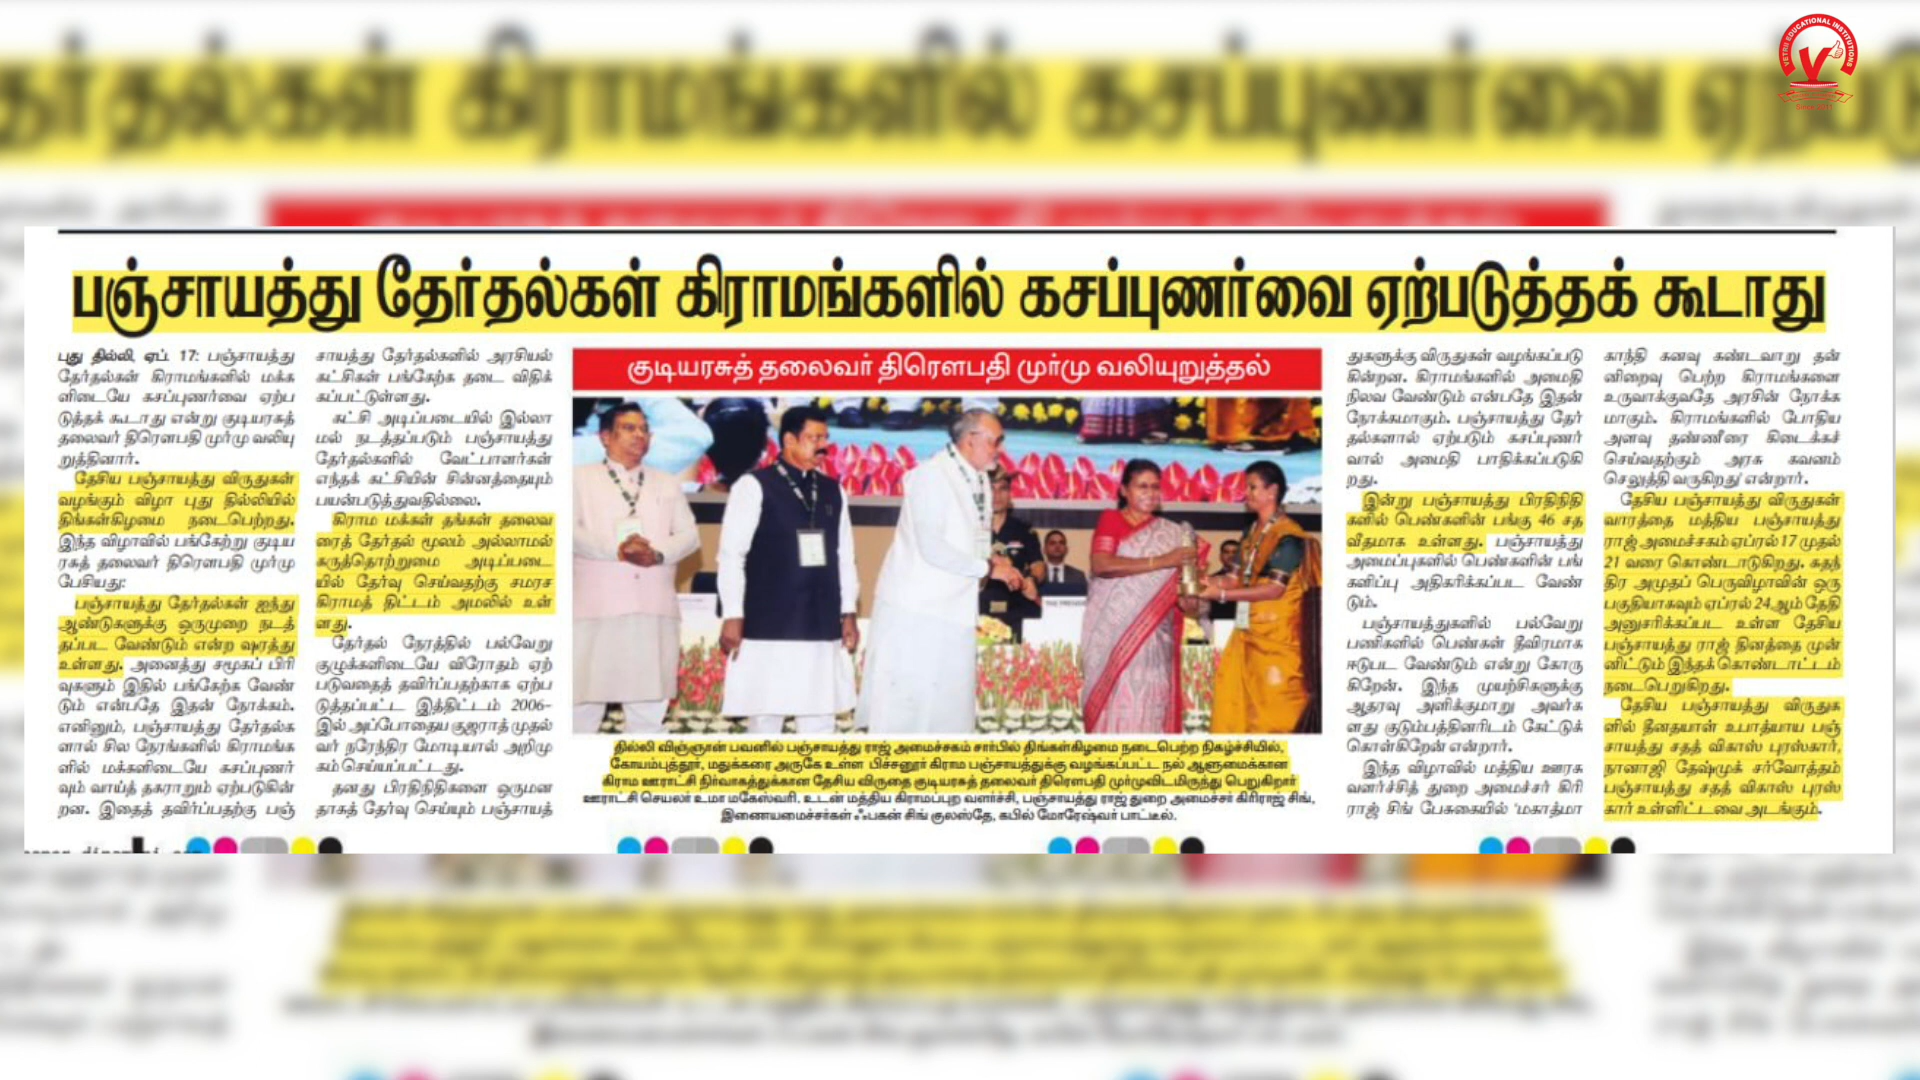 VETRII EDUCATIONAL INSTITUTIONS
பஞ்சாயத்து தேர்தல்கள் கிராமங்களில் கசப்புணர்வை ஏற்படுத்தக் கூடாது
புது தில்லி, ஏப். 17: பஞ்சாயத்து
தேர்தல்கள் கிராமங்களில் மக்க
ளிடையே கசப்புணர்வை ஏற்ப
டுத்தக் கூடாது என்று குடியரசுத்
தலைவர் திரௌபதி முர்மு வலியு
றுத்தினார்.
தேசிய பஞ்சாயத்து விருதுகள்
வழங்கும் விழா புது தில்லியில்
திங்கள்கிழமை நடைபெற்றது.
இந்த விழாவில் பங்கேற்று குடிய
ரசுத் தலைவர் திரௌபதி முர்மு
பேசியது:
பஞ்சாயத்து தேர்தல்கள் ஐந்து
ஆண்டுகளுக்கு ஒருமுறை நடத்
தப்பட வேண்டும் என்ற ஷரத்து
உள்ளது. அனைத்து சமூகப் பிரி
வுகளும் இதில் பங்கேற்க வேண்
டும் என்பதே இதன் நோக்கம்.
எனினும், பஞ்சாயத்து தேர்தல்க
ளால் சில நேரங்களில் கிராமங்க
ளில் மக்களிடையே கசப்புணர்
வும் வாய்த் தகராறும் ஏற்படுகின்
றன. இதைத் தவிர்ப்பதற்கு பஞ்
சாயத்து தேர்தல்களில் அரசியல்
கட்சிகள் பங்கேற்க தடை விதிக்
கப்பட்டுள்ளது.
கட்சி அடிப்படையில் இல்லா
மல் நடத்தப்படும் பஞ்சாயத்து
தேர்தல்களில் வேட்பாளர்கள்
எந்தக் கட்சியின் சின்னத்தையும்
பயன்படுத்துவதில்லை.
கிராம மக்கள் தங்கள் தலைவ
ரைத் தேர்தல் மூலம் அல்லாமல்
கருத்தொற்றுமை அடிப்படை
யில் தேர்வு செய்வதற்கு சமரச
கிராமத் திட்டம் அமலில் உள்
ளது.
தேர்தல் நேரத்தில் பல்வேறு
குழுக்களிடையே விரோதம் ஏற்
படுவதைத் தவிர்ப்பதற்காக ஏற்ப
டுத்தப்பட்ட இத்திட்டம் 2006-
இல் அப்போதைய குஜராத் முதல்
வர் நரேந்திர மோடியால் அறிமு
கம் செய்யப்பட்டது.
தனது பிரதிநிதிகளை ஒருமன
தாகத் தேர்வு செய்யும் பஞ்சாயத்
குடியரசுத் தலைவர் திரௌபதி முர்மு வலியுறுத்தல்
தில்லி விஞ்ஞான் பவனில் பஞ்சாயத்து ராஜ் அமைச்சகம் சார்பில் திங்கள்கிழமை நடைபெற்ற நிகழ்ச்சியில்,
கோயம்புத்தூர், மதுக்கரை அருகே உள்ள பிச்சனூர் கிராம பஞ்சாயத்துக்கு வழங்கப்பட்ட நல் ஆளுமைக்கான
கிராம ஊராட்சி நிர்வாகத்துக்கான தேசிய விருதை குடியரசுத் தலைவர் திரௌபதி முர்முவிடமிருந்து பெறுகிறார்
ஊராட்சி செயலர் உமா மகேஸ்வரி. உடன் மத்திய கிராமப்புற வளர்ச்சி, பஞ்சாயத்து ராஜ் துறை அமைச்சர் கிரிராஜ் சிங்,
இணையமைச்சர்கள் ஃபகன் சிங் குலஸ்தே, கபில் மோரேஷ்வர் பாட்டீல்.
துகளுக்கு விருதுகள் வழங்கப்படு
கின்றன. கிராமங்களில் அமைதி
நிலவ வேண்டும் என்பதே இதன்
நோக்கமாகும். பஞ்சாயத்து தேர்
தல்களால் ஏற்படும் கசப்புணர்
வால் அமைதி பாதிக்கப்படுகி
றது.
இன்று பஞ்சாயத்து பிரதிநிதி
களில் பெண்களின் பங்கு 46 சத
வீதமாக உள்ளது. பஞ்சாயத்து
அமைப்புகளில் பெண்களின் பங்
களிப்பு அதிகரிக்கப்பட வேண்
டும்.
பஞ்சாயத்துகளில் பல்வேறு
பணிகளில் பெண்கள் தீவிரமாக
ஈடுபட வேண்டும் என்று கோரு
கிறேன். இந்த முயற்சிகளுக்கு
ஆதரவு அளிக்குமாறு அவர்க
ளது குடும்பத்தினரிடம் கேட்டுக்
கொள்கிறேன் என்றார்.
இந்த விழாவில் மத்திய ஊரக
வளர்ச்சித் துறை அமைச்சர் கிரி
ராஜ் சிங் பேசுகையில் 'மகாத்மா
காந்தி கனவு கண்டவாறு தன்
னிறைவு பெற்ற கிராமங்களை
உருவாக்குவதே அரசின் நோக்க
மாகும். கிராமங்களில் போதிய
அளவு தண்ணீரை கிடைக்கச்
செய்வதற்கும் அரசு கவனம்
செலுத்தி வருகிறது' என்றார்.
தேசிய பஞ்சாயத்து விருதுகள்
வாரத்தை மத்திய பஞ்சாயத்து
ராஜ் அமைச்சகம் ஏப்ரல் 17 முதல்
21 வரை கொண்டாடுகிறது. சுதந்
திர அமுதப் பெருவிழாவின் ஒரு
பகுதியாகவும் ஏப்ரல் 24ஆம் தேதி
அனுசரிக்கப்பட உள்ள தேசிய
பஞ்சாயத்து ராஜ் தினத்தை முன்
னிட்டும் இந்தக் கொண்டாட்டம்
நடைபெறுகிறது.
தேசிய பஞ்சாயத்து விருதுக
ளில் தீனதயாள் உபாத்யாய பஞ்
சாயத்து சதத் விகாஸ் புரஸ்கார்,
நானாஜி தேஷ்முக் சர்வோத்தம்
பஞ்சாயத்து சதத் விகாஸ் புரஸ்
கார் உள்ளிட்டவை அடங்கும்.